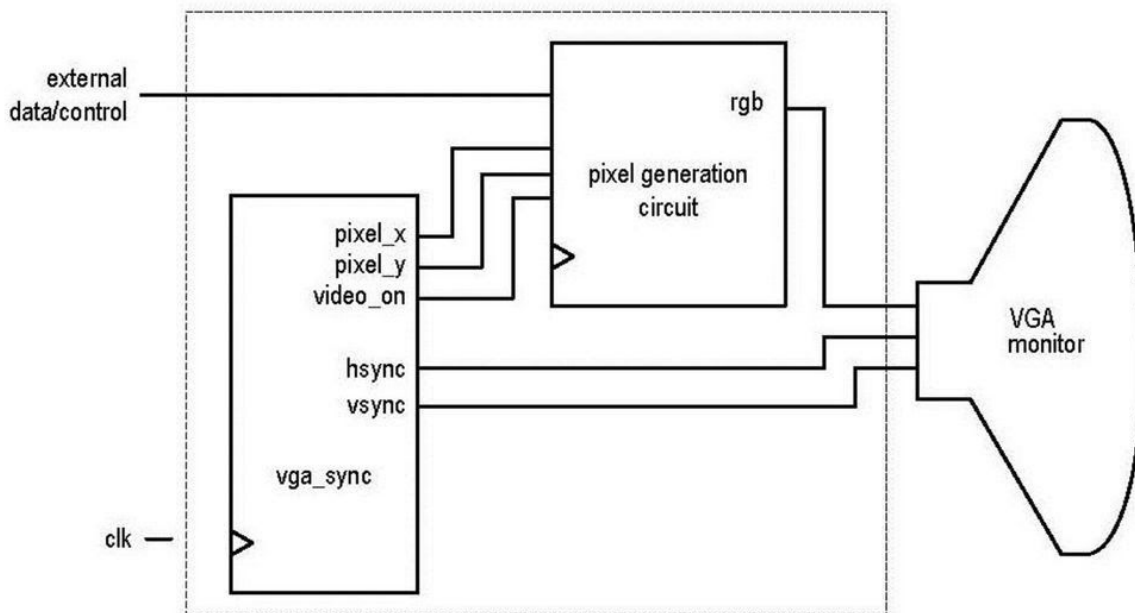 external
data/control
rgb
pixel generation
circuit
pixel_x
pixel_y
video_on
hsync
vsync
vga_sync
clk
VGA
monitor